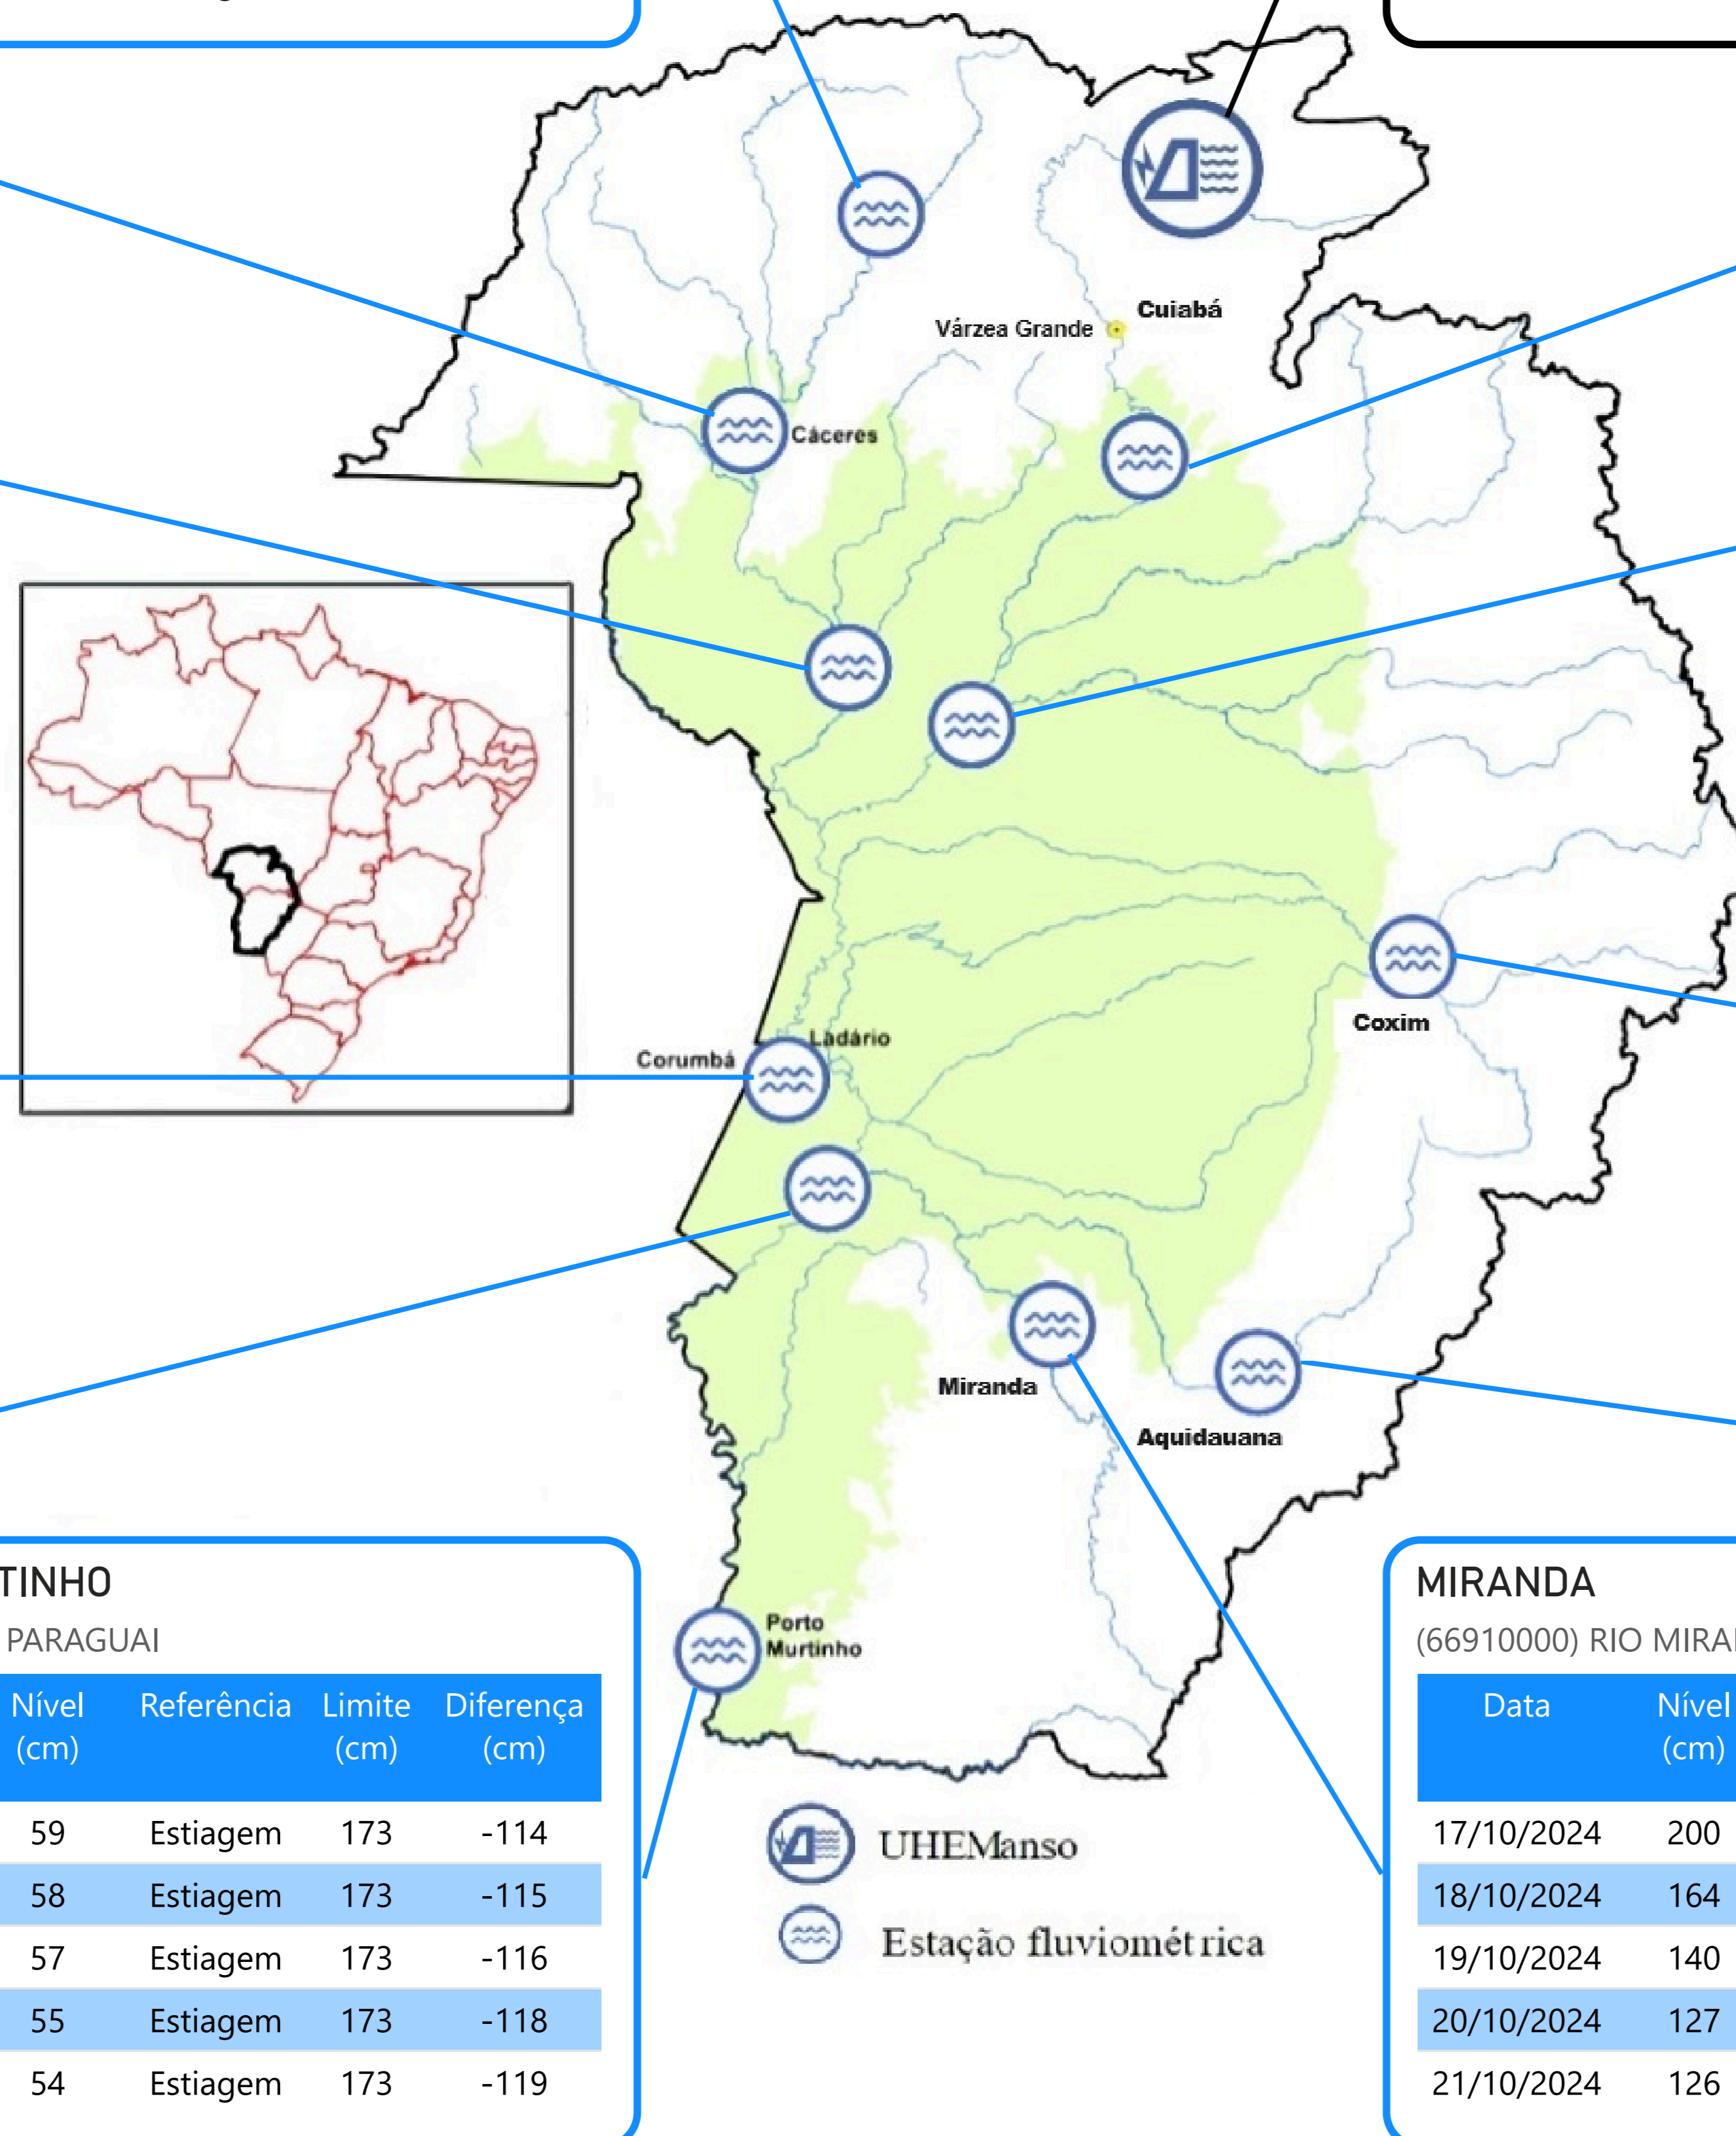 Cuiabá
Várzea Grande
Cáceres
Coxim
Ladário
Corumbá
Miranda
Aquidauana
Porto
Murtinho
UHEManso
Estação fluviométrica
TINHO
PARAGUAI
Nível (cm) Referência Limite (cm) Diferença (cm)
59 Estiagem 173 -114
58 Estiagem 173 -115
57 Estiagem 173 -116
55 Estiagem 173 -118
54 Estiagem 173 -119
MIRANDA
(66910000) RIO MIRA
Data Nível (cm)
17/10/2024 200
18/10/2024 164
19/10/2024 140
20/10/2024 127
21/10/2024 126